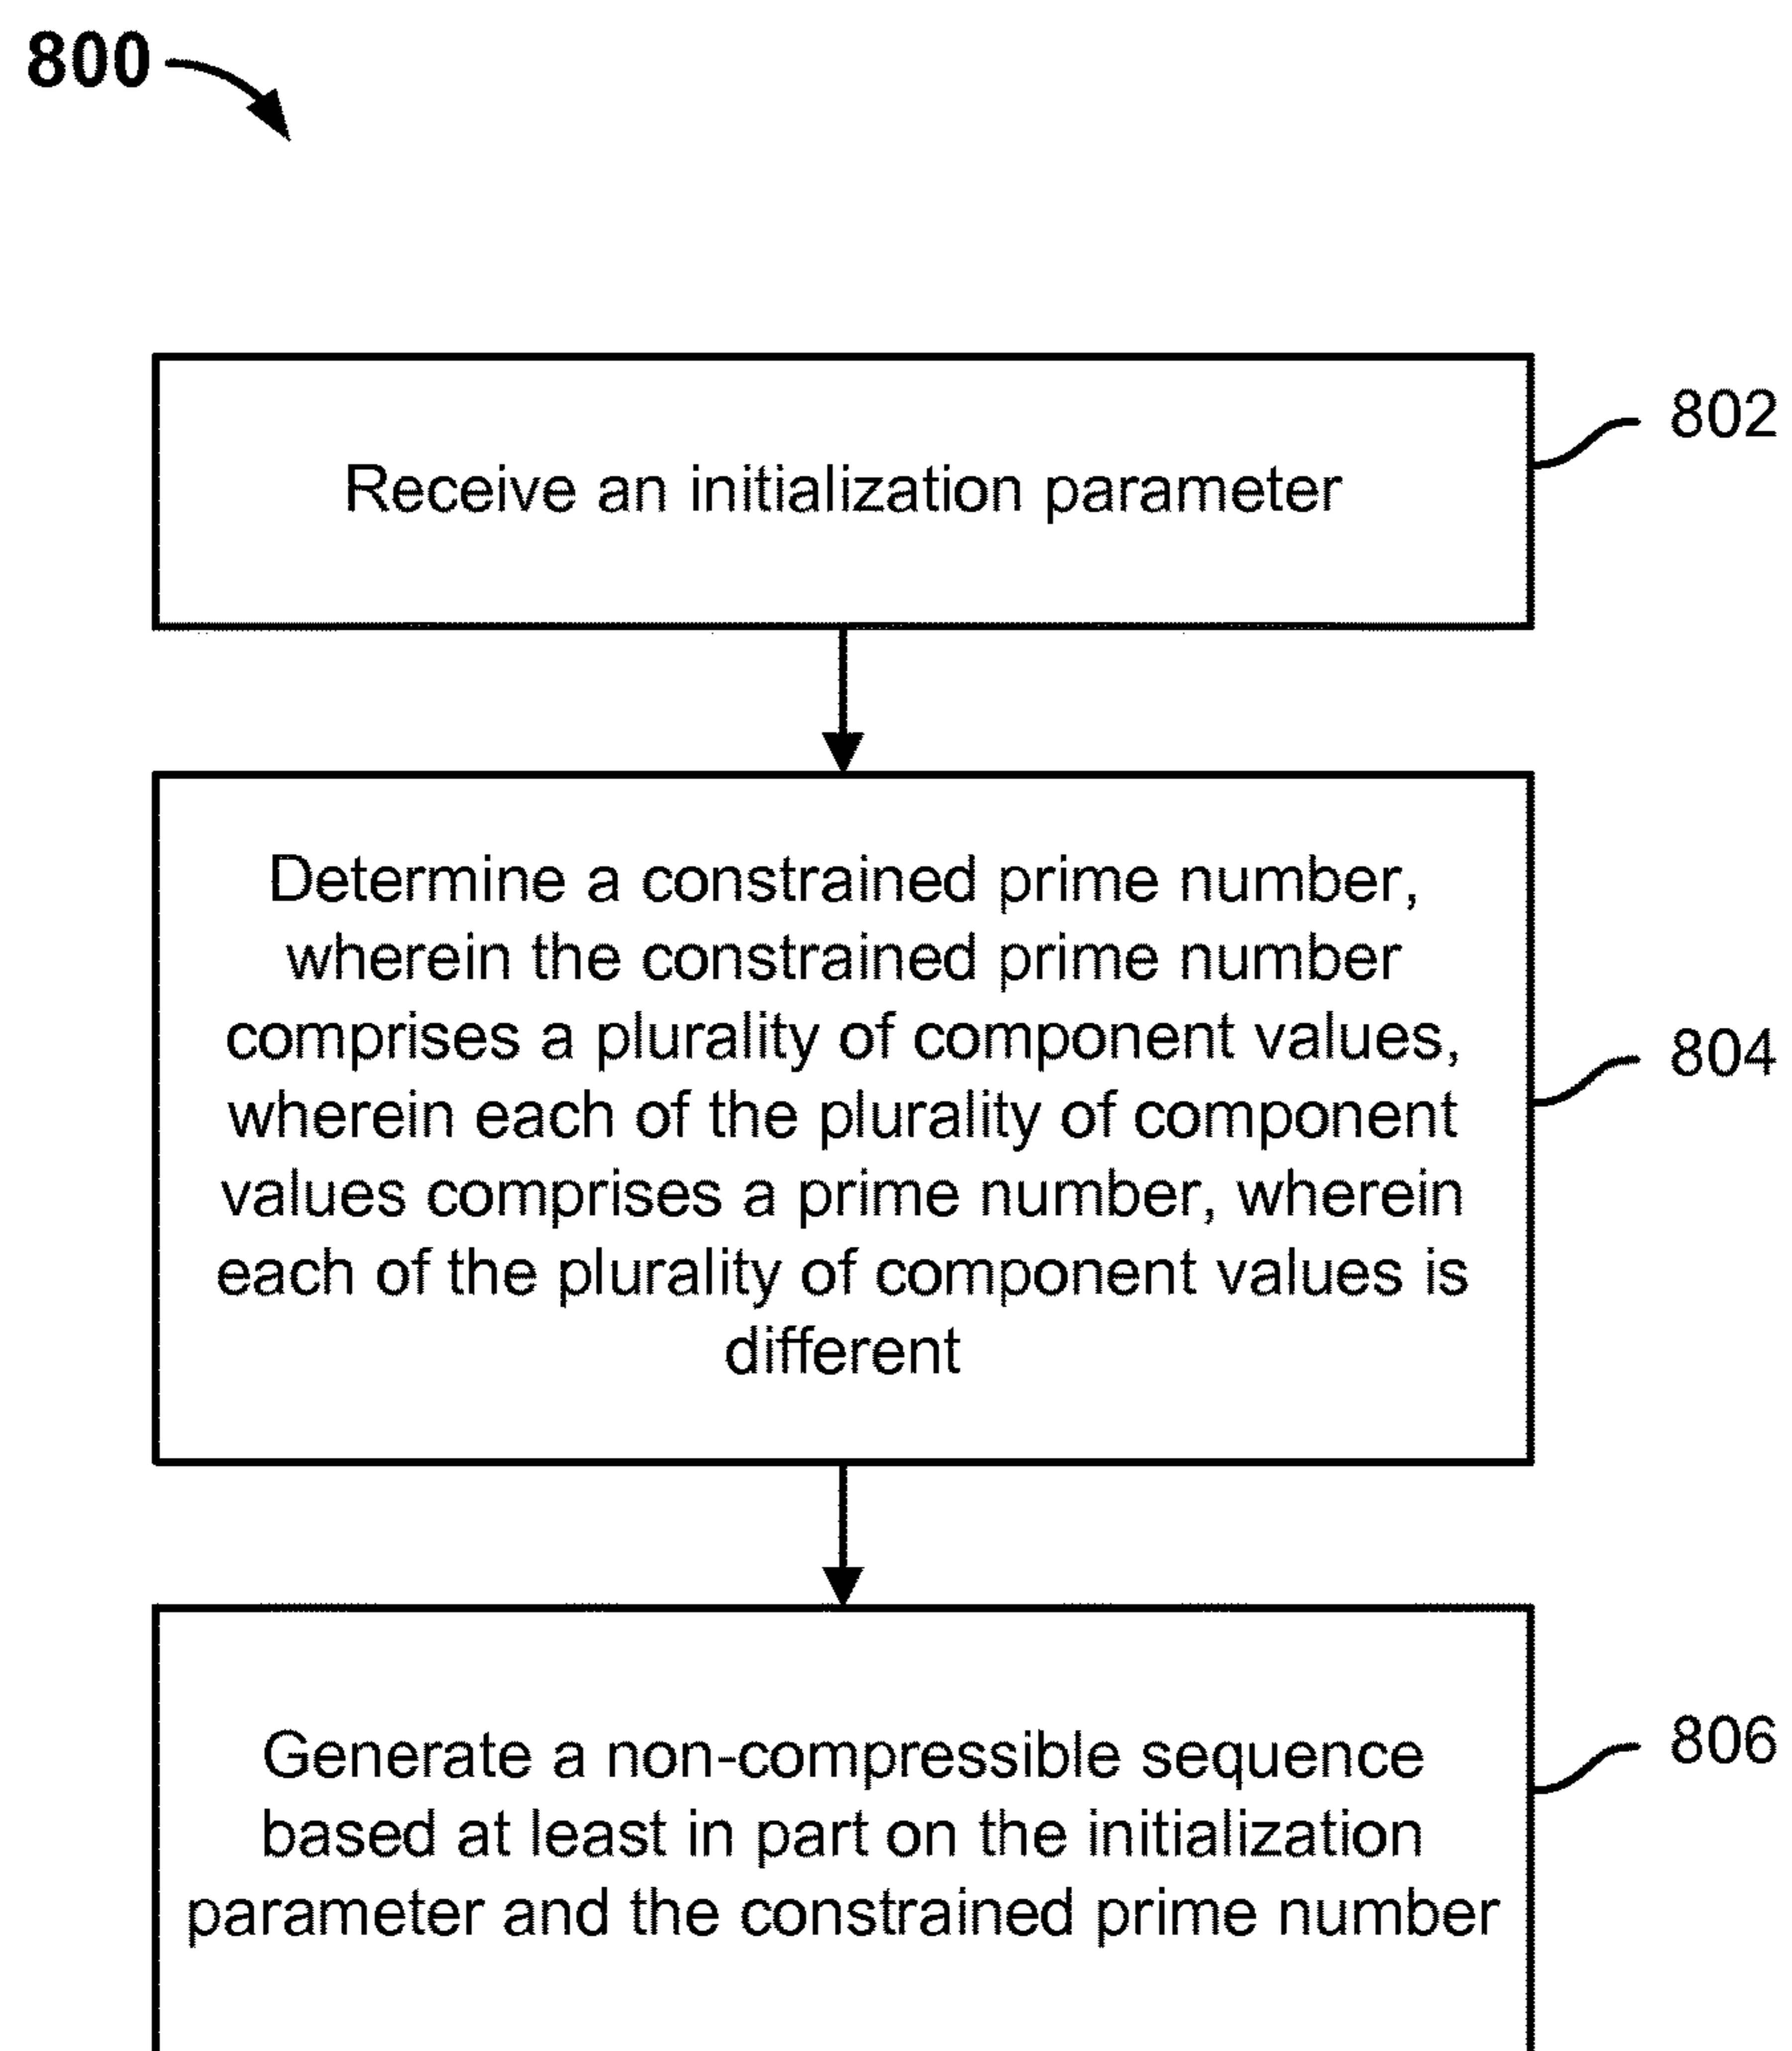 800
Receive an initialization parameter
802
Determine a constrained prime number,
wherein the constrained prime number
comprises a plurality of component values,
wherein each of the plurality of component
values comprises a prime number, wherein
each of the plurality of component values is
different
804
Generate a non-compressible sequence
based at least in part on the initialization
parameter and the constrained prime number
806